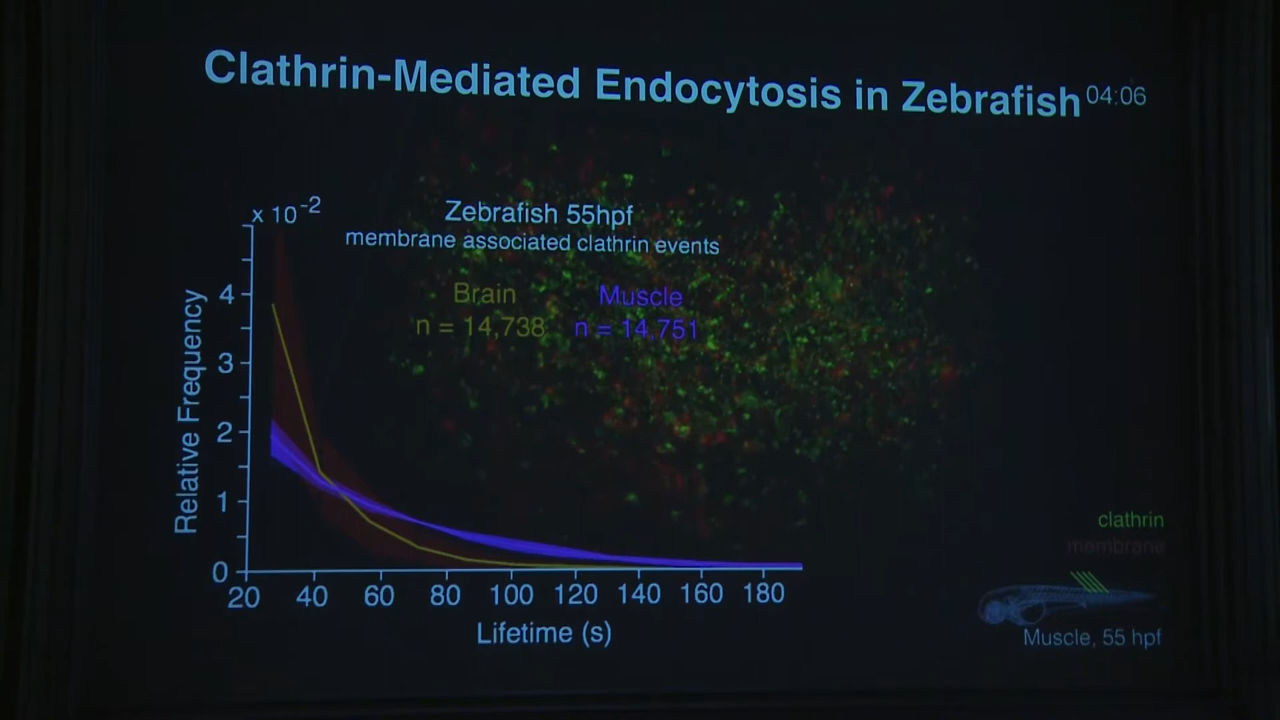 Clathrin-Mediated Endocytosis in Zebrafish
04:06
x 10-2
Zebrafish 55hpf
membrane associated clathrin events
Brain
Muscle
n = 14,738
n = 14,751
Relative Frequency
4
3
2
1
0
20 40 60 80 100 120 140 160 180
Lifetime (s)
clathrin
membrane
Muscle, 55 hpf